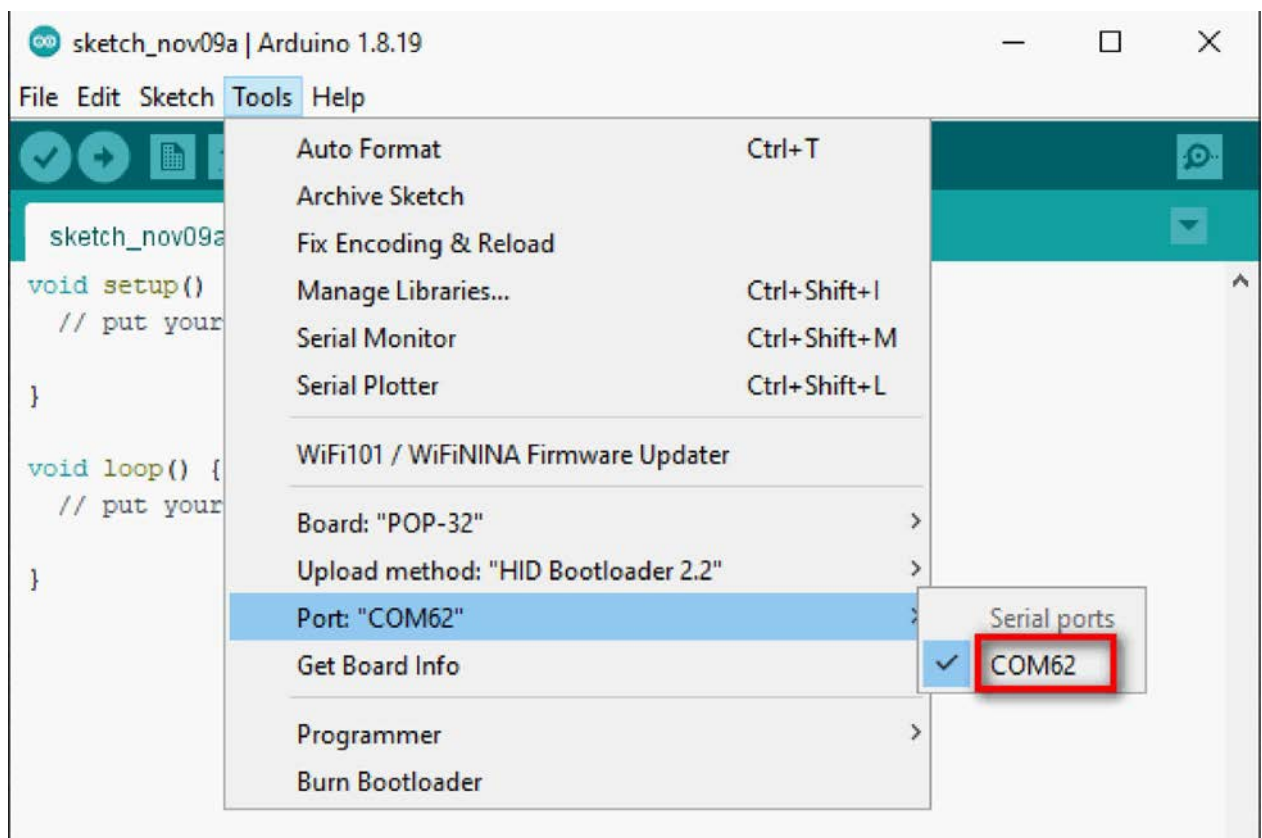 sketch_nov09a | Arduino 1.8.19
File Edit Sketch Tools Help
Auto Format Ctrl+T
Archive Sketch
Fix Encoding & Reload
Manage Libraries... Ctrl+Shift+I
Serial Monitor Ctrl+Shift+M
Serial Plotter Ctrl+Shift+L
WiFi101 / WiFiNINA Firmware Updater
Board: "POP-32"
Upload method: "HID Bootloader 2.2"
Port: "COM62"
Get Board Info
Programmer
Burn Bootloader
Serial ports
COM62
sketch_nov09a
void setup()
// put your
}
void loop() {
// put your
}